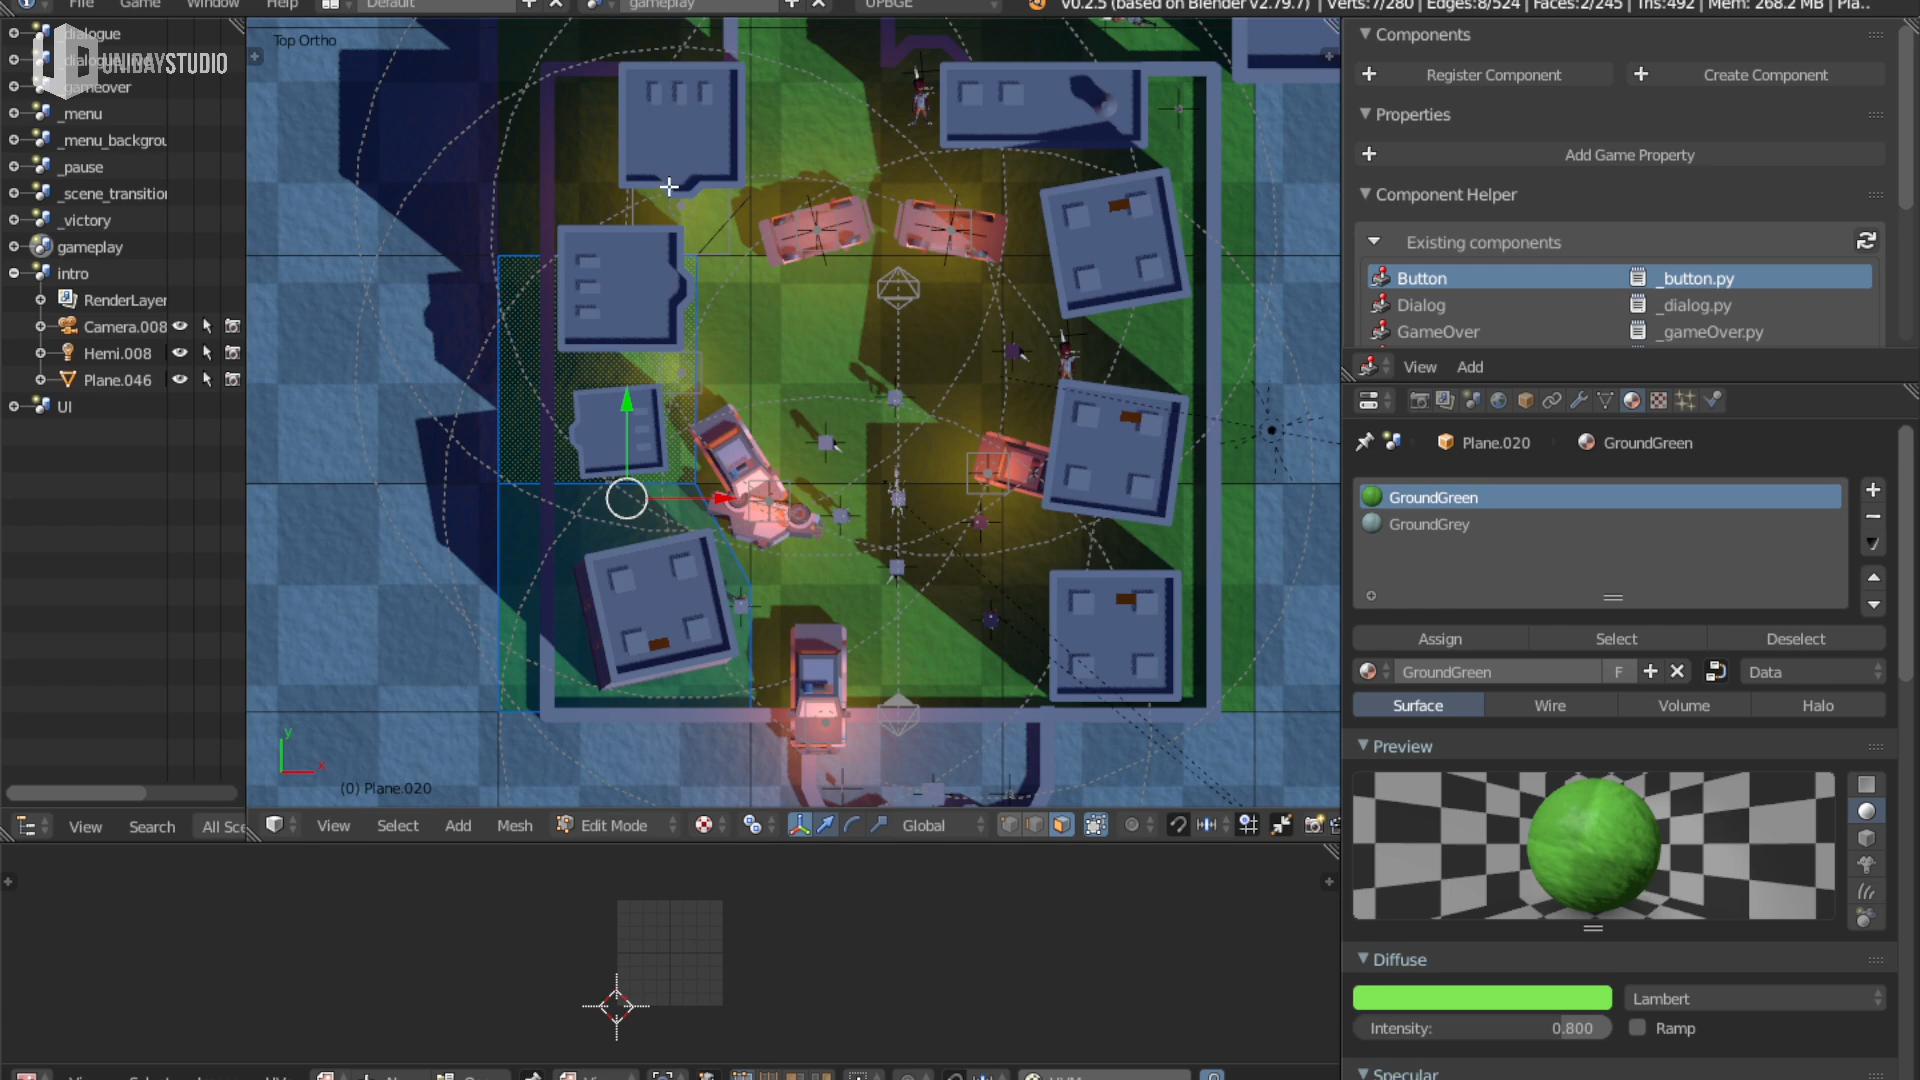 File Game Window Help Default gameplay UPBGE v0.2.5 (based on Blender v2.79.7) | Verts:7/280 | Edges:8/524 | Faces:2/245 | Tris:492 | Mem: 268.2 MB | Pla..
_dialogue
UNIDAYSTUDIO
_gameover
_menu
_menu_backgrou
_pause
_scene_transition
_victory
gameplay
intro
RenderLayer
Camera.008
Hemi.008
Plane.046
UI
View Search All Sce
Top Ortho
y
x
(0) Plane.020
View Select Add Mesh Edit Mode Global
Components
Register Component Create Component
Properties
Add Game Property
Component Helper
Existing components
Button _button.py
Dialog _dialog.py
GameOver _gameOver.py
View Add
Plane.020 GroundGreen
GroundGreen
GroundGrey
Assign Select Deselect
GroundGreen F Data
Surface Wire Volume Halo
Preview
Diffuse
Lambert
Intensity: 0.800 Ramp
Specular